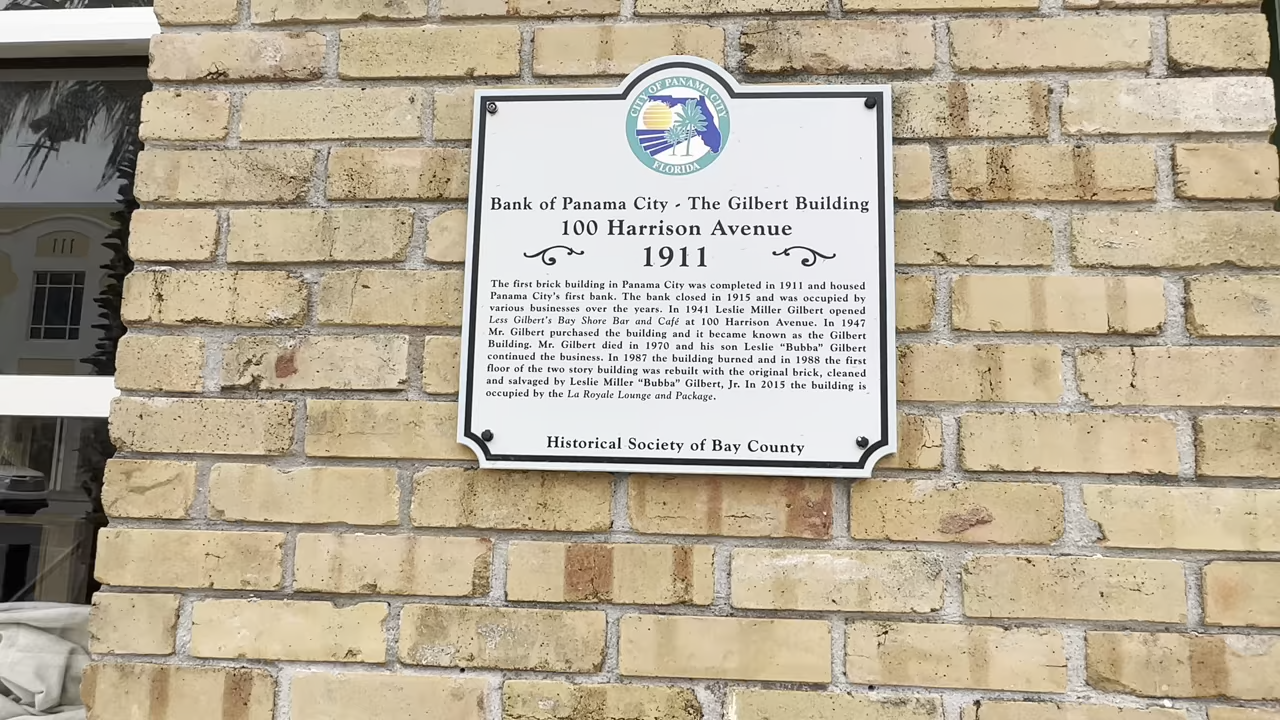 CITY OF PANAMA CITY
FLORIDA
Bank of Panama City - The Gilbert Building
100 Harrison Avenue
1911
The first brick building in Panama City was completed in 1911 and housed
Panama City's first bank. The bank closed in 1915 and was occupied by
various businesses over the years. In 1941 Leslie Miller Gilbert opened
Less Gilbert's Bay Shore Bar and Café at 100 Harrison Avenue. In 1947
Mr. Gilbert purchased the building and it became known as the Gilbert
Building. Mr. Gilbert died in 1970 and his son Leslie "Bubba" Gilbert
continued the business. In 1987 the building burned and in 1988 the first
floor of the two story building was rebuilt with the original brick, cleaned
and salvaged by Leslie Miller "Bubba" Gilbert, Jr. In 2015 the building is
occupied by the La Royale Lounge and Package.
Historical Society of Bay County